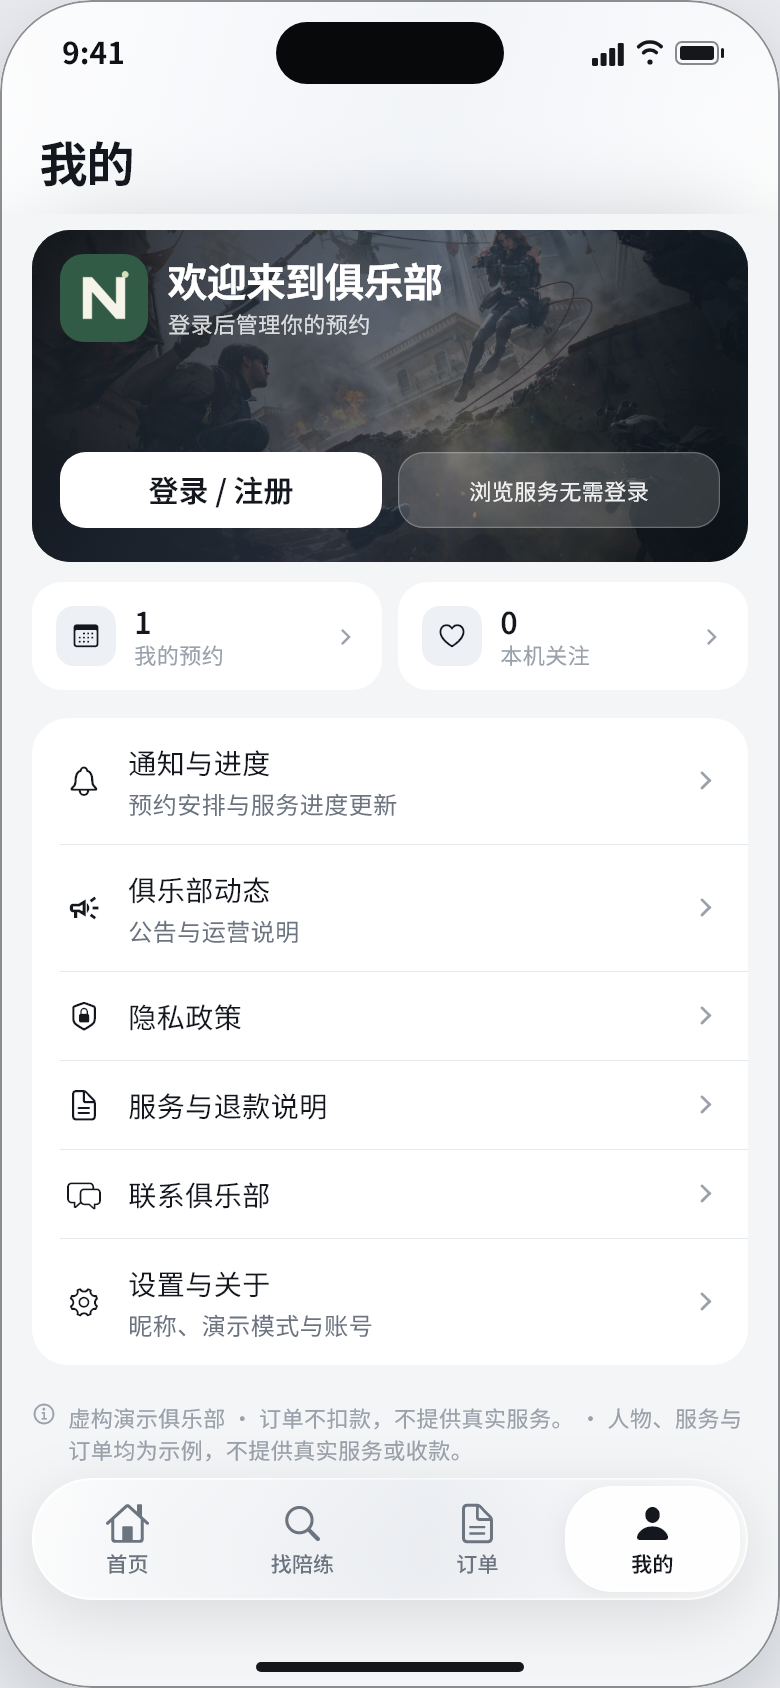 9:41
我的
N
欢迎来到俱乐部
登录后管理你的预约
登录 / 注册
浏览服务无需登录
1
我的预约
0
本机关注
通知与进度
预约安排与服务进度更新
俱乐部动态
公告与运营说明
隐私政策
服务与退款说明
联系俱乐部
设置与关于
昵称、演示模式与账号
虚构演示俱乐部 · 订单不扣款，不提供真实服务。 · 人物、服务与
订单均为示例，不提供真实服务或收款。
首页
找陪练
订单
我的